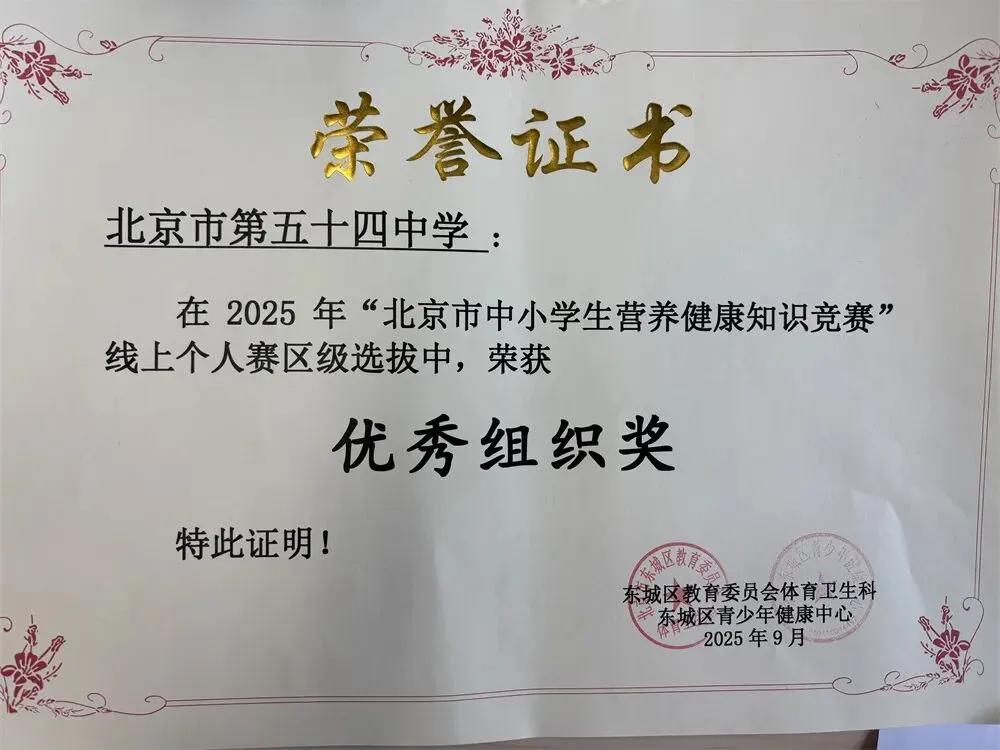 荣誉证书
北京市第五十四中学：
在 2025 年“北京市中小学生营养健康知识竞赛”
线上个人赛区级选拔中，荣获
优秀组织奖
特此证明！
东城区教育委员会体育卫生科
东城区青少年健康中心
2025 年 9 月